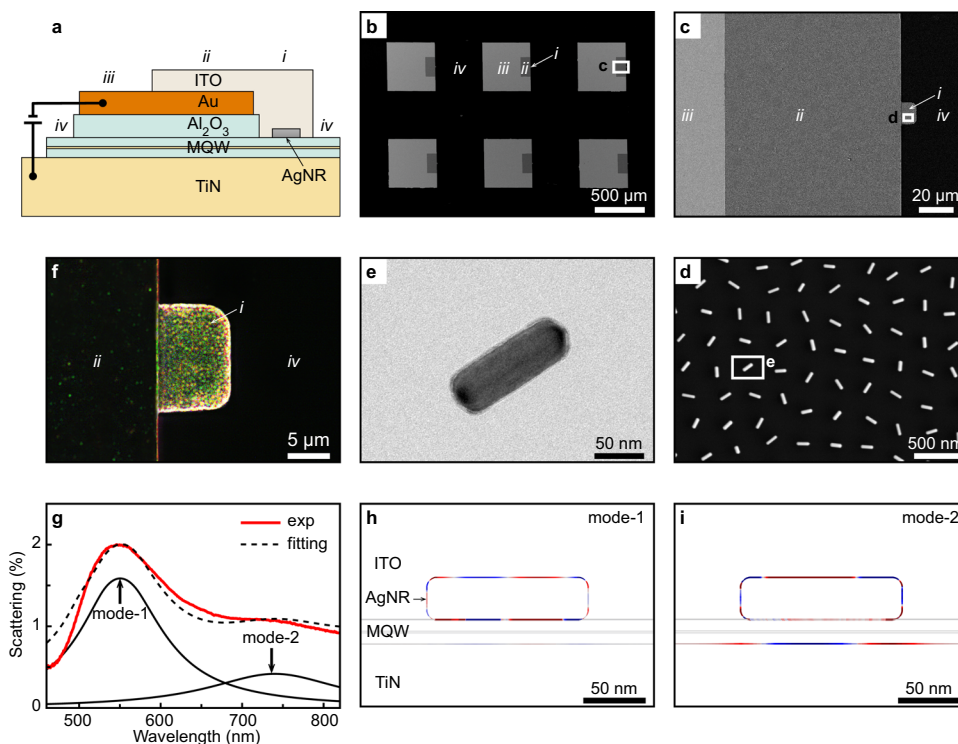 a
ii
i
iii
ITO
Au
iv
Al2O3
iv
MQW
AgNR
TiN
b
i
iv
iii
ii
c
500 µm
c
i
iii
ii
d
iv
20 µm
f
i
ii
iv
5 µm
e
50 nm
d
e
500 nm
g
exp
fitting
mode-1
mode-2
Scattering (%)
2
1
0
500
600
700
800
Wavelength (nm)
h
mode-1
ITO
AgNR
MQW
TiN
50 nm
i
mode-2
50 nm